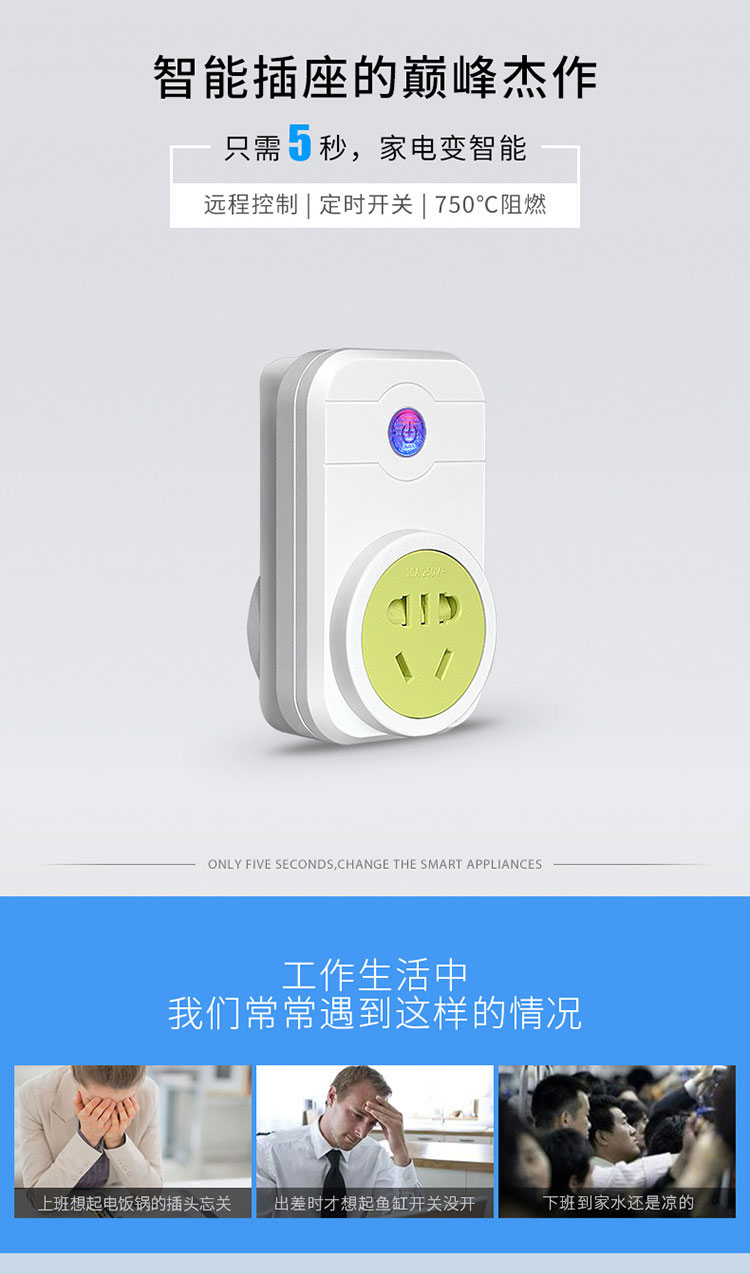 智能插座的巅峰杰作
只需5秒，家电变智能
远程控制 | 定时开关 | 750℃阻燃
10A 250V~
ONLY FIVE SECONDS,CHANGE THE SMART APPLIANCES
工作生活中
我们常常遇到这样的情况
上班想起电饭锅的插头忘关
出差时才想起鱼缸开关没开
下班到家水还是凉的